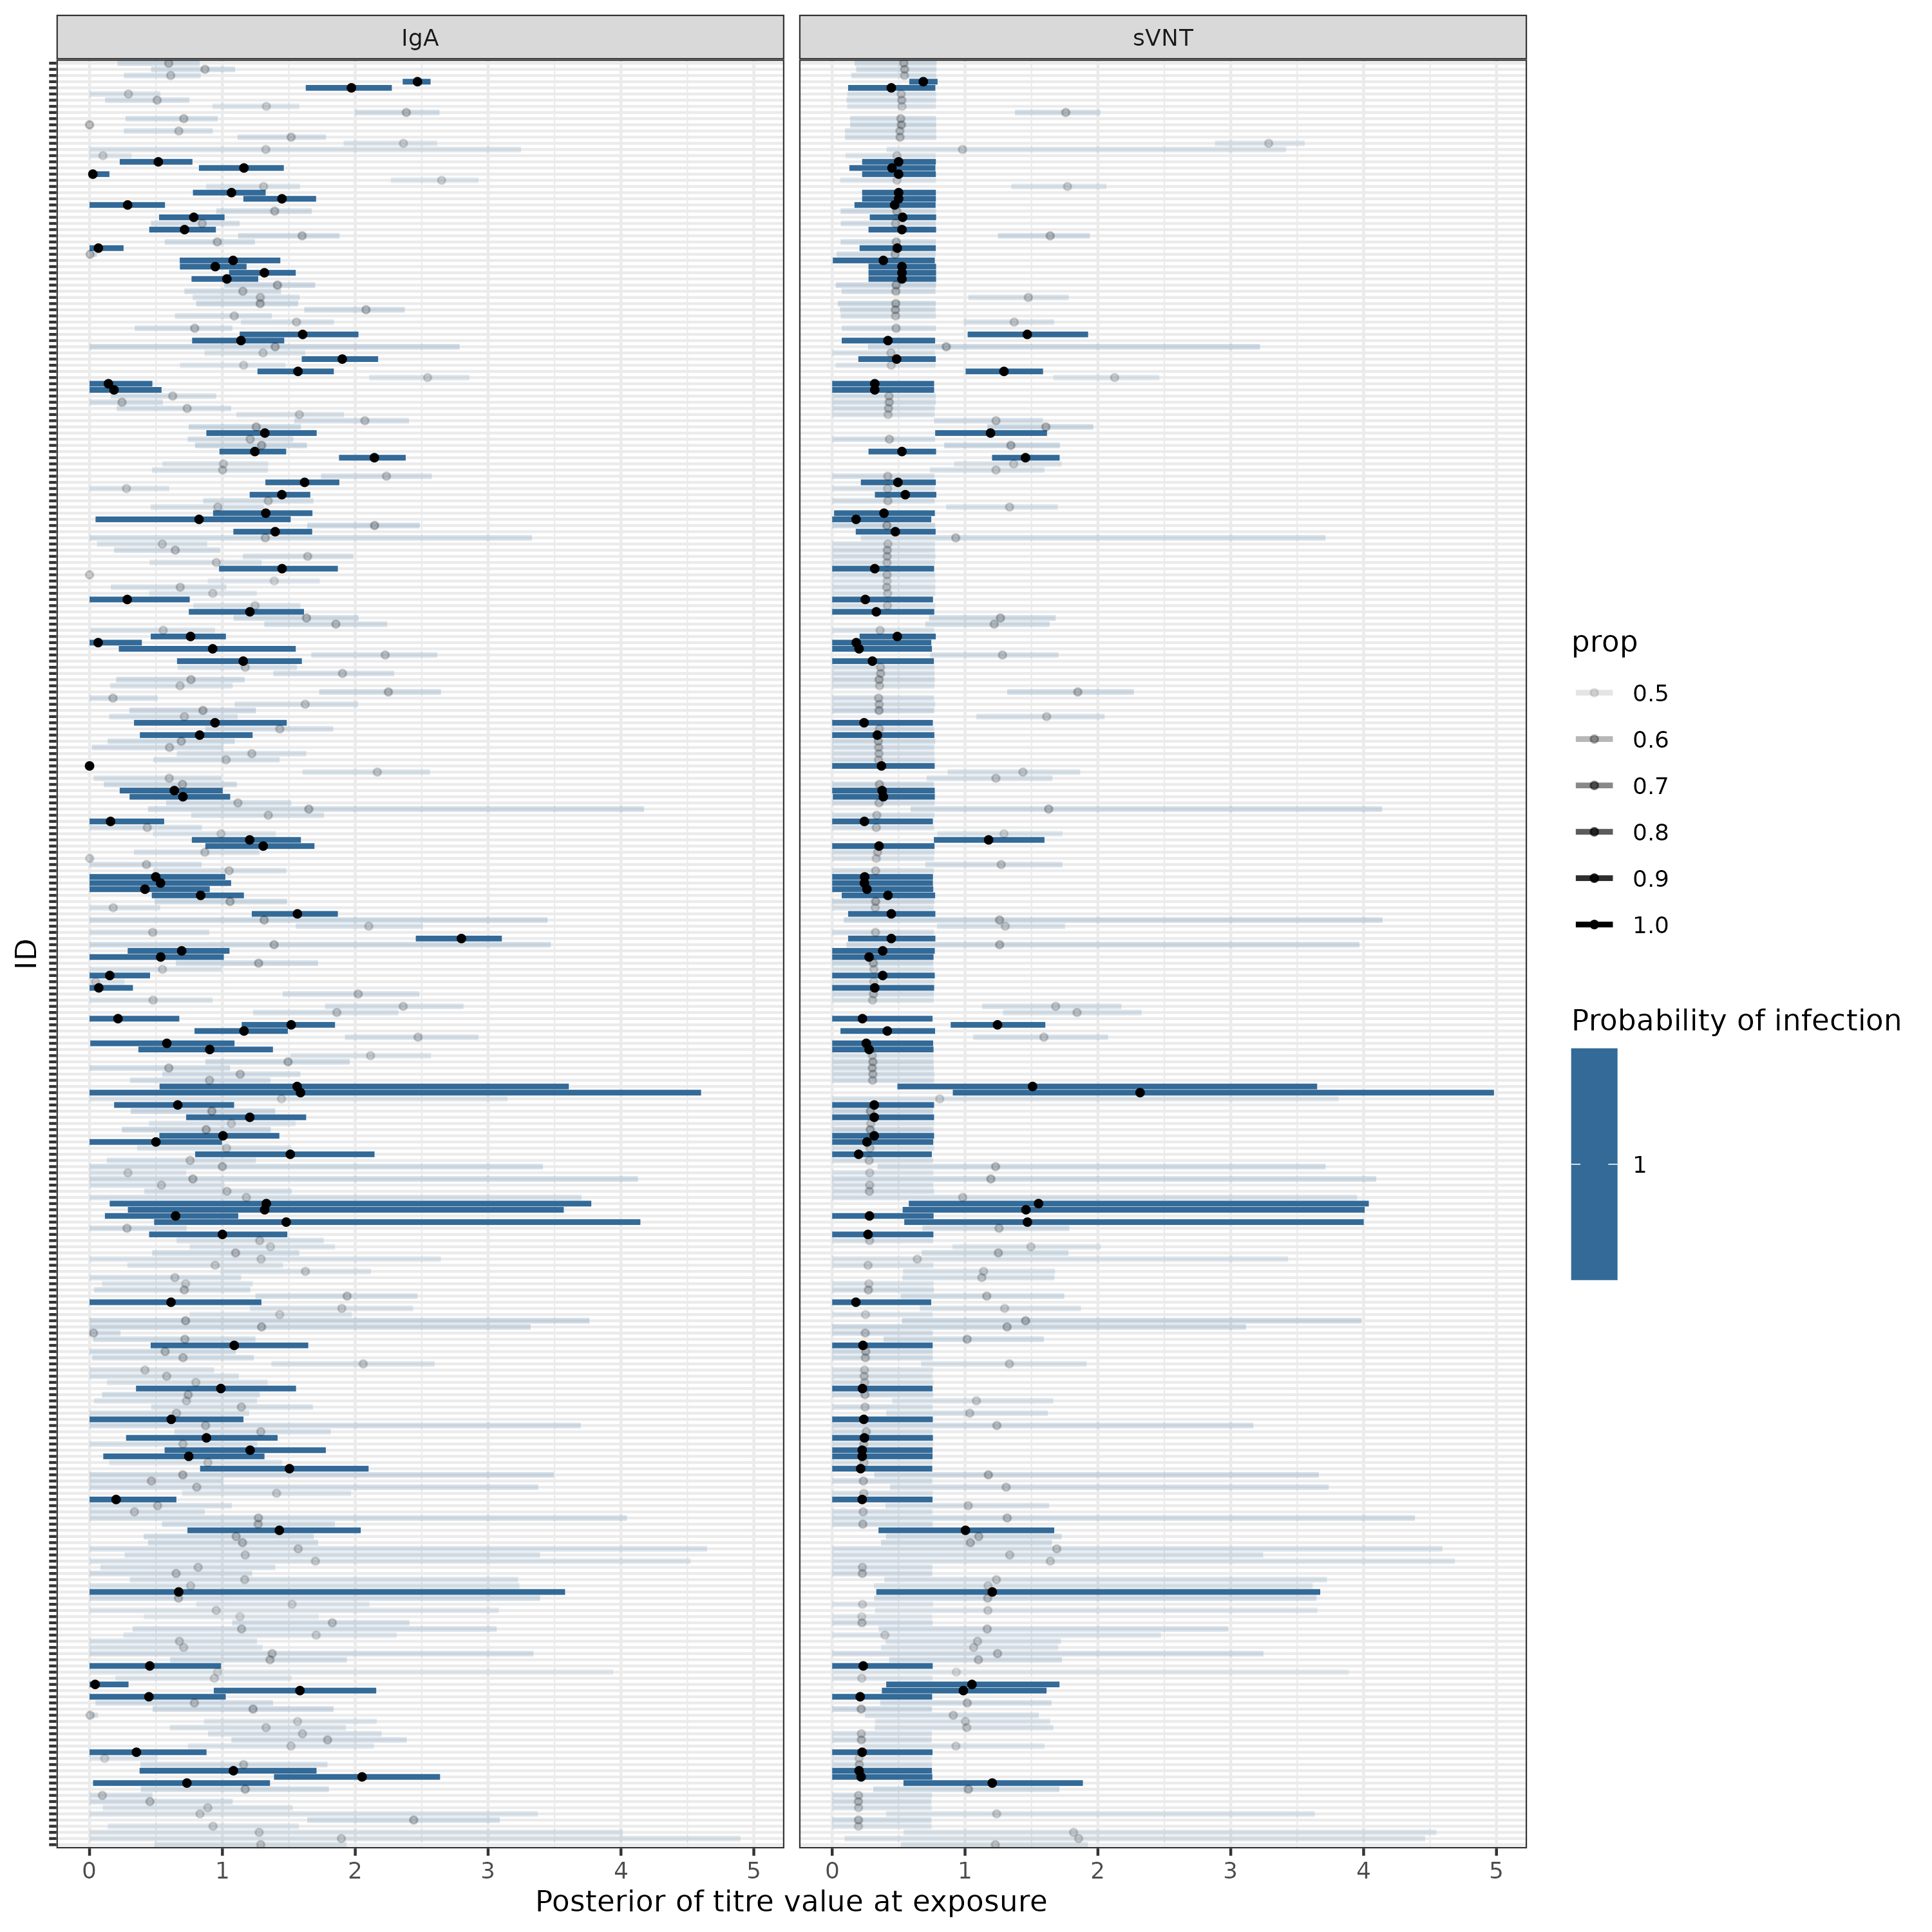 IgA
sVNT
ID
0 1 2 3 4 5
0 1 2 3 4 5
Posterior of titre value at exposure
prop
0.5
0.6
0.7
0.8
0.9
1.0
Probability of infection
1